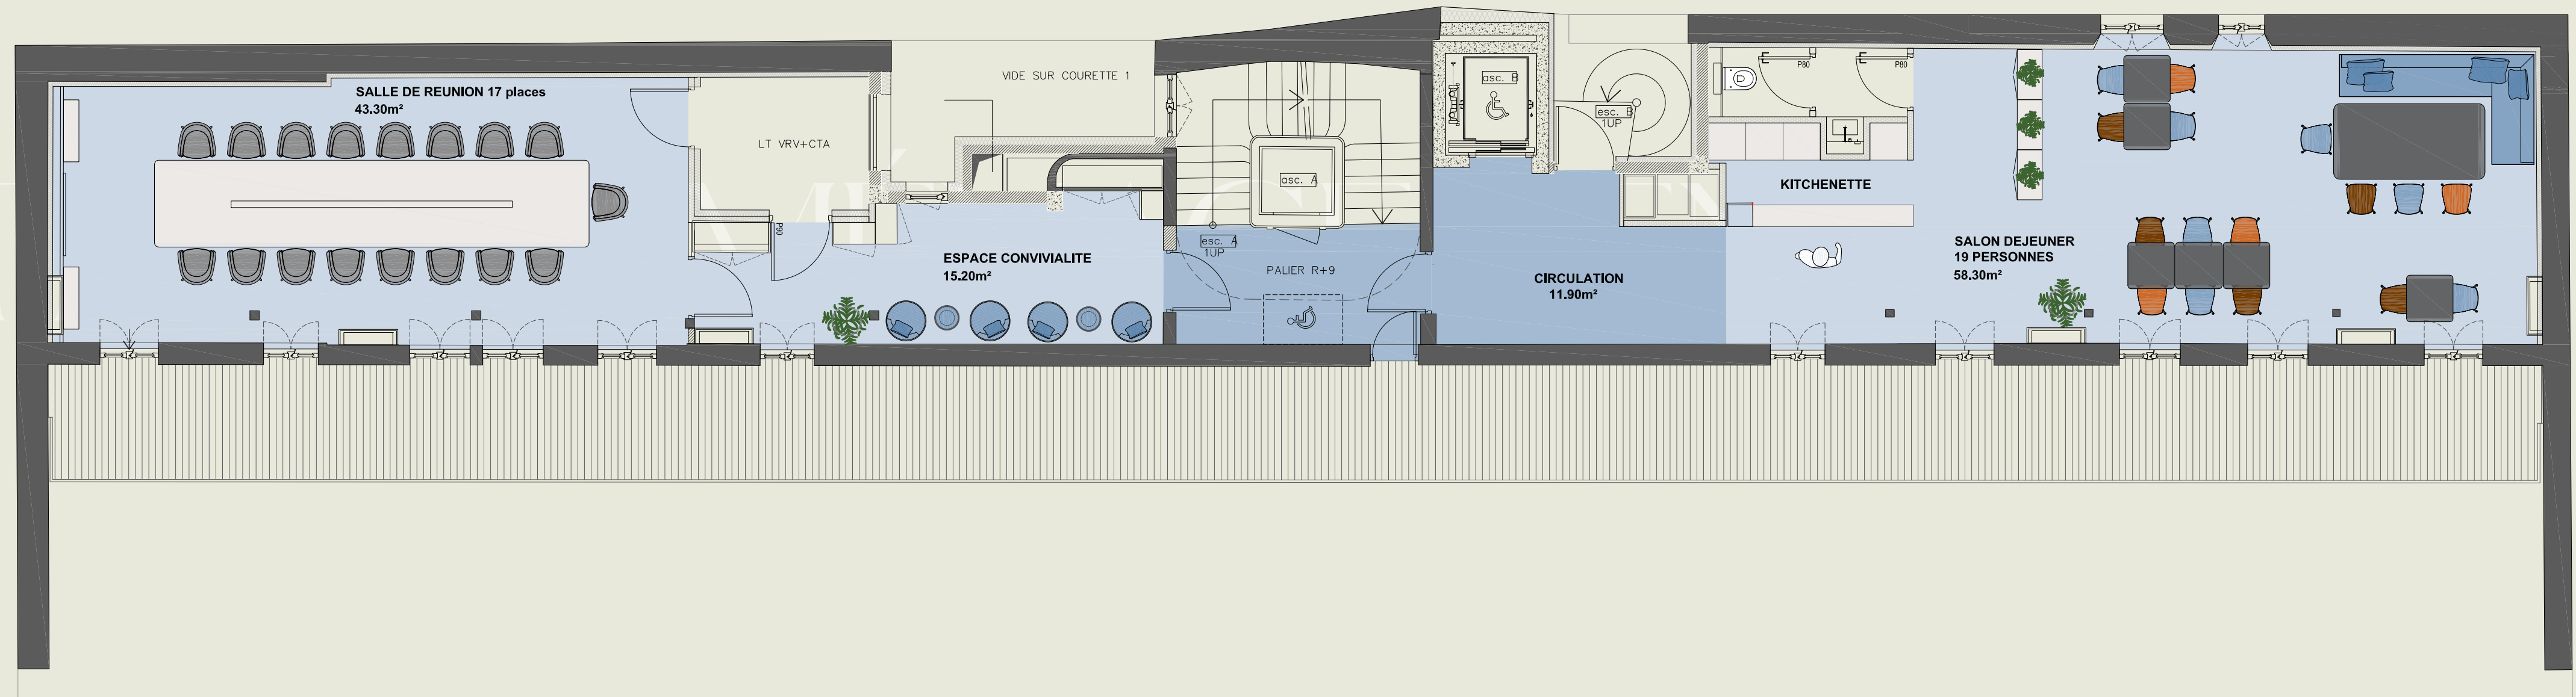 SALLE DE REUNION 17 places
43.30m²
LT VRV+CTA
P90
VIDE SUR COURETTE 1
ESPACE CONVIVIALITE
15.20m²
asc. A
esc. A
1UP
PALIER R+9
asc. B
esc. B
1UP
CIRCULATION
11.90m²
P80
P80
KITCHENETTE
SALON DEJEUNER
19 PERSONNES
58.30m²